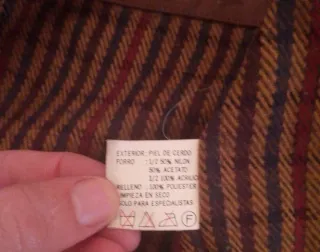 EXTERIOR: PIEL DE CERDO
FORRO : 1/2 50% NILON
50% ACETATO
1/2 100% ACRILICO
RELLENO : 100% POLIESTER
LIMPIEZA EN SECO
SOLO PARA ESPECIALISTAS
F